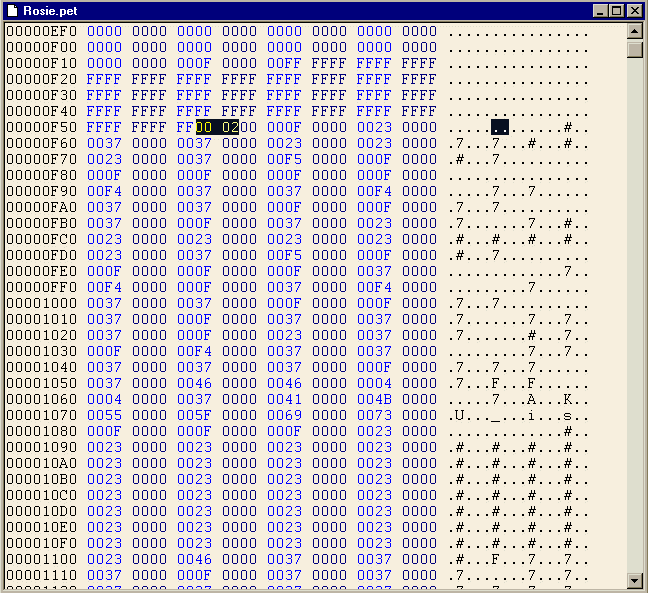 Rosie.pet
00000EF0 0000 0000 0000 0000 0000 0000 0000 0000 ................
00000F00 0000 0000 0000 0000 0000 0000 0000 0000 ................
00000F10 0000 0000 000F 0000 00FF FFFF FFFF FFFF ................
00000F20 FFFF FFFF FFFF FFFF FFFF FFFF FFFF FFFF ................
00000F30 FFFF FFFF FFFF FFFF FFFF FFFF FFFF FFFF ................
00000F40 FFFF FFFF FFFF FFFF FFFF FFFF FFFF FFFF ................
00000F50 FFFF FFFF FF00 0200 000F 0000 0023 0000 .............#..
00000F60 0037 0000 0037 0000 0023 0000 0023 0000 .7...7...#...#..
00000F70 0023 0000 0037 0000 00F5 0000 000F 0000 .#...7..........
00000F80 000F 0000 000F 0000 000F 0000 000F 0000 ................
00000F90 00F4 0000 0037 0000 0037 0000 00F4 0000 .....7...7......
00000FA0 0037 0000 0037 0000 000F 0000 000F 0000 .7...7..........
00000FB0 0037 0000 000F 0000 0037 0000 0023 0000 .7.......7...#..
00000FC0 0023 0000 0023 0000 0023 0000 0023 0000 .#...#...#...#..
00000FD0 0023 0000 0037 0000 00F5 0000 000F 0000 .#...7..........
00000FE0 000F 0000 000F 0000 000F 0000 0037 0000 .............7..
00000FF0 00F4 0000 000F 0000 0037 0000 00F4 0000 .........7......
00001000 0037 0000 0037 0000 000F 0000 000F 0000 .7...7..........
00001010 0037 0000 000F 0000 0037 0000 0037 0000 .7.......7...7..
00001020 0037 0000 000F 0000 0023 0000 0037 0000 .7.......#...7..
00001030 000F 0000 00F4 0000 0037 0000 0037 0000 .........7...7..
00001040 0037 0000 0037 0000 0037 0000 000F 0000 .7...7...7......
00001050 0037 0000 0046 0000 0046 0000 0004 0000 .7...F...F......
00001060 0004 0000 0037 0000 0041 0000 004B 0000 .....7...A...K..
00001070 0055 0000 005F 0000 0069 0000 0073 0000 .U..._...i...s..
00001080 000F 0000 000F 0000 000F 0000 0023 0000 .............#..
00001090 0023 0000 0023 0000 0023 0000 0023 0000 .#...#...#...#..
000010A0 0023 0000 0023 0000 0023 0000 0023 0000 .#...#...#...#..
000010B0 0023 0000 0023 0000 0023 0000 0023 0000 .#...#...#...#..
000010C0 0023 0000 0023 0000 0023 0000 0023 0000 .#...#...#...#..
000010D0 0023 0000 0023 0000 0023 0000 0023 0000 .#...#...#...#..
000010E0 0023 0000 0023 0000 0023 0000 0023 0000 .#...#...#...#..
000010F0 0023 0000 0023 0000 0023 0000 0023 0000 .#...#...#...#..
00001100 0023 0000 0046 0000 0037 0000 0037 0000 .#...F...7...7..
00001110 0037 0000 000F 0000 0037 0000 0037 0000 .7.......7...7..